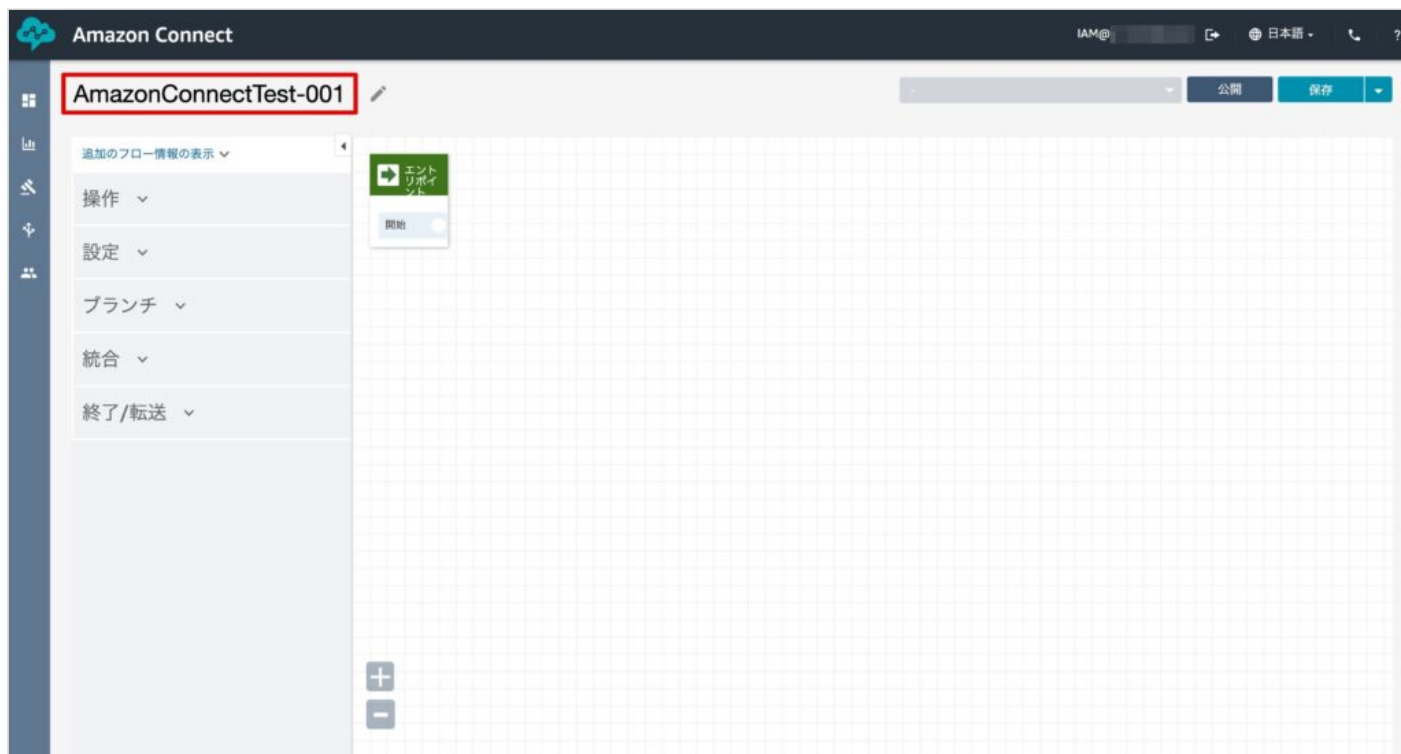 Amazon Connect
IAM@
日本語
?
AmazonConnectTest-001
-
公開
保存
追加のフロー情報の表示
操作
設定
ブランチ
統合
終了/転送
エント
リポイ
ント
開始